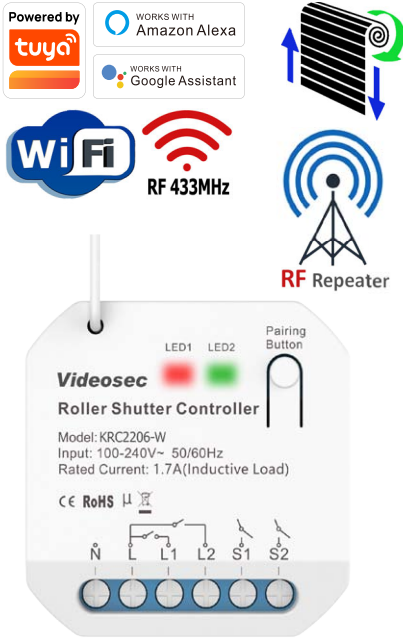 Powered by
tuya
WORKS WITH
Amazon Alexa
WORKS WITH
Google Assistant
WiFi
RF 433MHz
RF Repeater
Pairing
Button
LED1 LED2
Videosec
Roller Shutter Controller
Model: KRC2206-W
Input: 100-240V~ 50/60Hz
Rated Current: 1.7A(Inductive Load)
CE RoHS μ
N L L1 L2 S1 S2